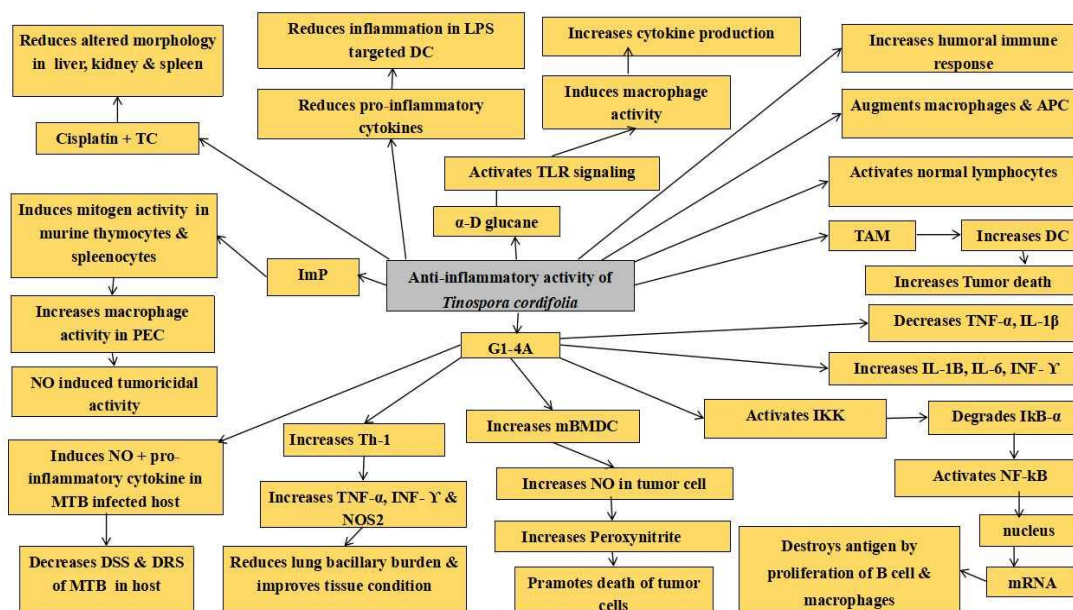 Reduces altered morphology
in liver, kidney & spleen
Cisplatin + TC
Reduces inflammation in LPS
targeted DC
Reduces pro-inflammatory
cytokines
Increases cytokine production
Induces macrophage
activity
Activates TLR signaling
α-D glucane
Increases humoral immune
response
Augments macrophages & APC
Activates normal lymphocytes
TAM
Increases DC
Increases Tumor death
Induces mitogen activity in
murine thymocytes &
spleenocytes
ImP
Increases macrophage
activity in PEC
NO induced tumoricidal
activity
Anti-inflammatory activity of
Tinospora cordifolia
G1-4A
Decreases TNF-α, IL-1β
Increases IL-1B, IL-6, INF- ϒ
Activates IKK
Degrades IkB-α
Activates NF-kB
nucleus
mRNA
Destroys antigen by
proliferation of B cell &
macrophages
Increases mBMDC
Increases NO in tumor cell
Increases Peroxynitrite
Pramotes death of tumor
cells
Increases Th-1
Increases TNF-α, INF- ϒ &
NOS2
Reduces lung bacillary burden &
improves tissue condition
Induces NO + pro-
inflammatory cytokine in
MTB infected host
Decreases DSS & DRS
of MTB in host